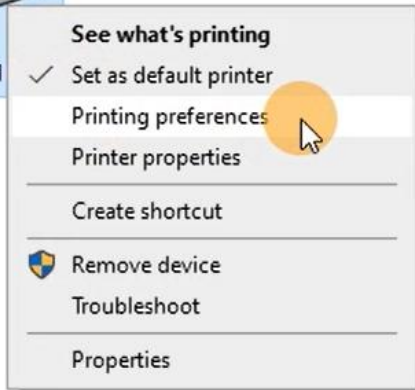 See what's printing
Set as default printer
Printing preferences
Printer properties
Create shortcut
Remove device
Troubleshoot
Properties